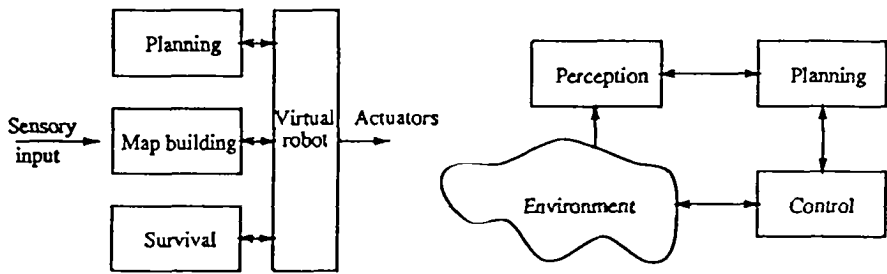 Planning
Sensory
input
Map building
Virtual
robot
Actuators
Survival
Perception
Planning
Environment
Control